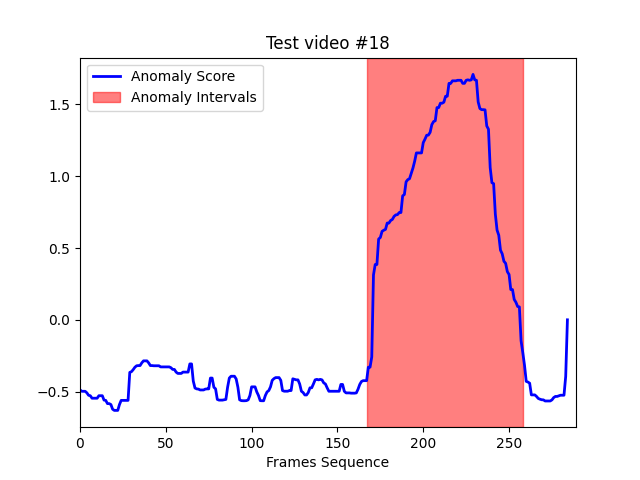 Test video #18
Anomaly Score
Anomaly Intervals
1.5
1.0
0.5
0.0
−0.5
0 50 100 150 200 250
Frames Sequence